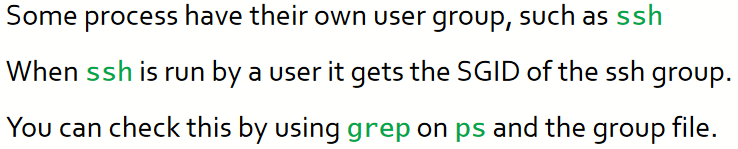 Some process have their own user group, such as ssh
When ssh is run by a user it gets the SGID of the ssh group.
You can check this by using grep on ps and the group file.